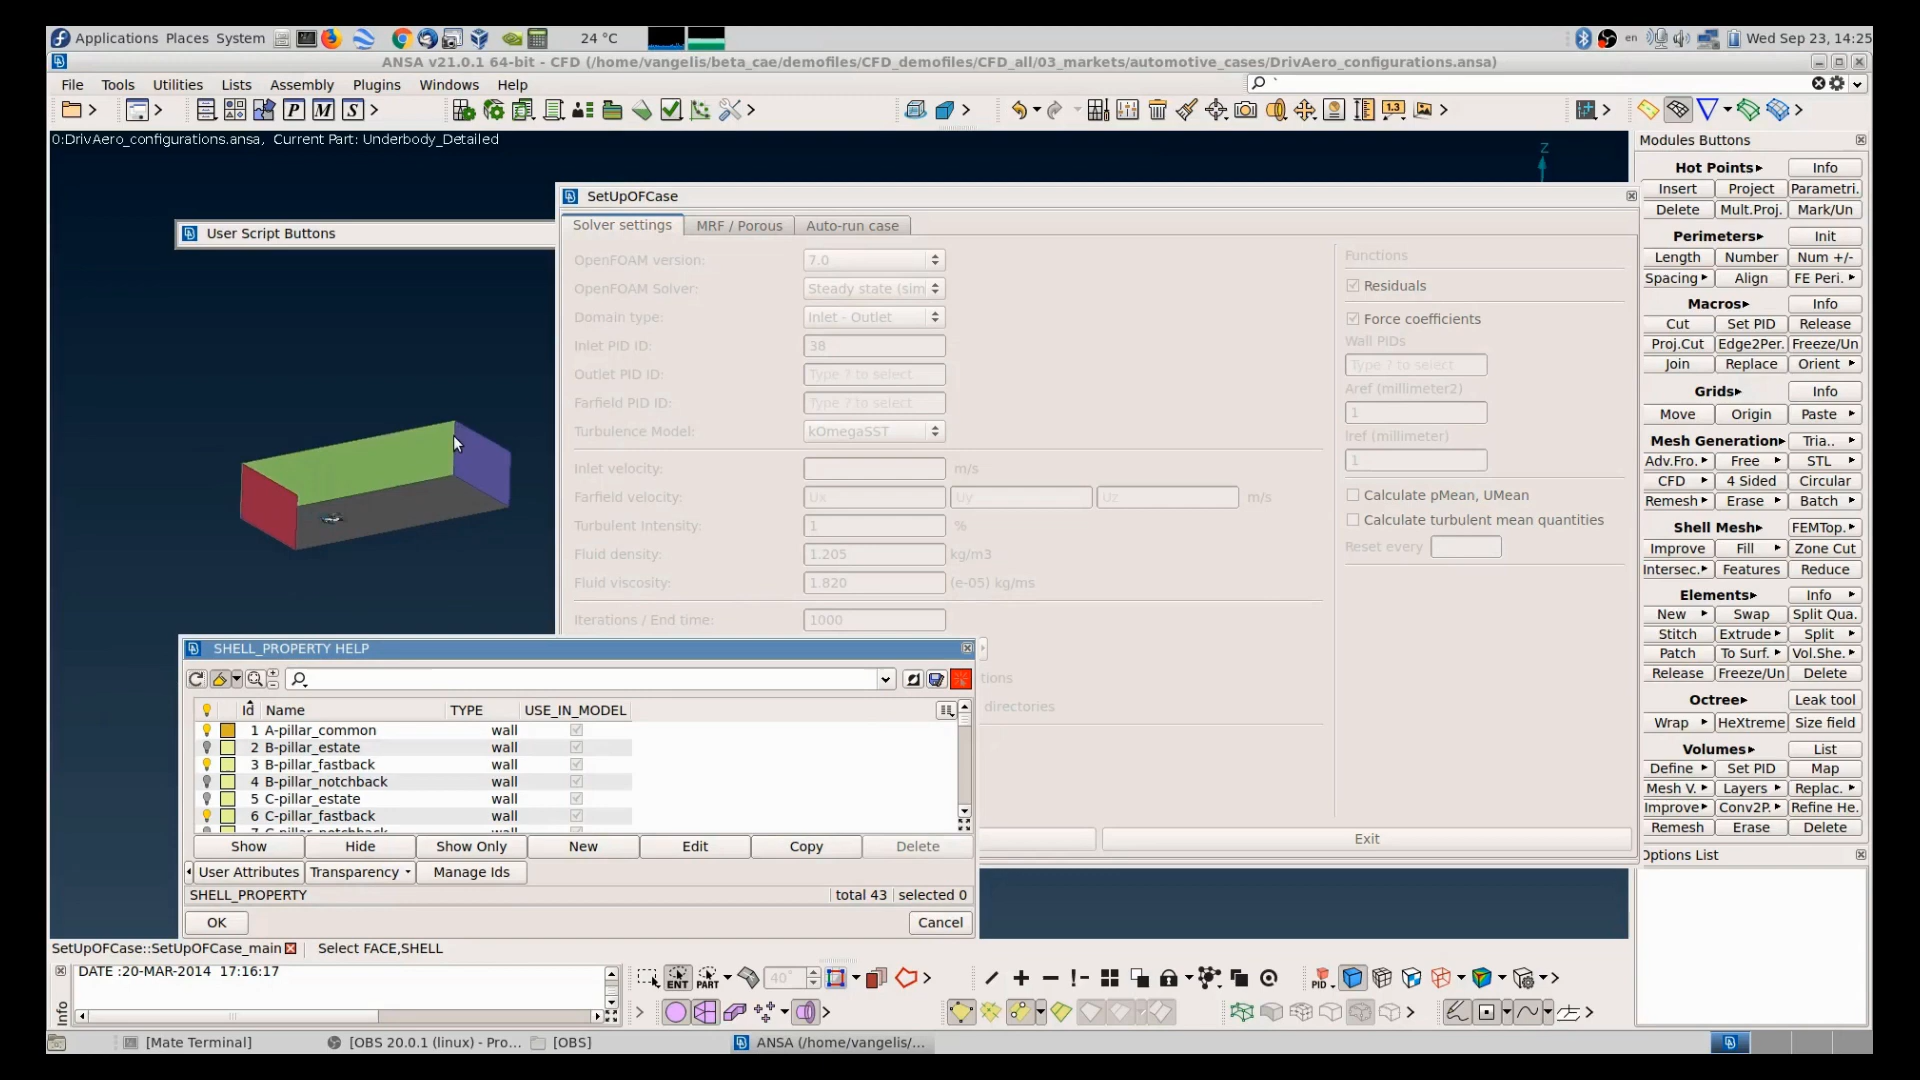 Applications Places System 24 °C en Wed Sep 23, 14:25
ANSA v21.0.1 64-bit - CFD (/home/vangelis/beta_cae/demofiles/CFD_demofiles/CFD_all/03_markets/automotive_cases/DrivAero_configurations.ansa)
File Tools Utilities Lists Assembly Plugins Windows Help
P M S 1.3
0:DrivAero_configurations.ansa, Current Part: Underbody_Detailed
Z
User Script Buttons
SetUpOFCase
Solver settings MRF / Porous Auto-run case
OpenFOAM version: 7.0
OpenFOAM Solver: Steady state (sim
Domain type: Inlet - Outlet
Inlet PID ID: 38
Outlet PID ID: Type ? to select
Farfield PID ID: Type ? to select
Turbulence Model: kOmegaSST
Inlet velocity: m/s
Farfield velocity: Ux Uy Uz m/s
Turbulent Intensity: 1 %
Fluid density: 1.205 kg/m3
Fluid viscosity: 1.820 (e-05) kg/ms
Iterations / End time: 1000
tions
directories
Functions
Residuals
Force coefficients
Wall PIDs
Type ? to select
Aref (millimeter2)
1
lref (millimeter)
1
Calculate pMean, UMean
Calculate turbulent mean quantities
Reset every
Exit
SHELL_PROPERTY HELP
Id Name TYPE USE_IN_MODEL
1 A-pillar_common wall
2 B-pillar_estate wall
3 B-pillar_fastback wall
4 B-pillar_notchback wall
5 C-pillar_estate wall
6 C-pillar_fastback wall
7 C-pillar_notchback wall
Show Hide Show Only New Edit Copy Delete
User Attributes Transparency Manage Ids
SHELL_PROPERTY total 43 selected 0
OK Cancel
Modules Buttons
Hot Points Info
Insert Project Parametri.
Delete Mult.Proj. Mark/Un
Perimeters Init
Length Number Num +/-
Spacing Align FE Peri.
Macros Info
Cut Set PID Release
Proj.Cut Edge2Per. Freeze/Un
Join Replace Orient
Grids Info
Move Origin Paste
Mesh Generation Tria..
Adv.Fro. Free STL
CFD 4 Sided Circular
Remesh Erase Batch
Shell Mesh FEMTop.
Improve Fill Zone Cut
Intersec. Features Reduce
Elements Info
New Swap Split Qua.
Stitch Extrude Split
Patch To Surf. Vol.She.
Release Freeze/Un Delete
Octree Leak tool
Wrap HeXtreme Size field
Volumes List
Define Set PID Map
Mesh V. Layers Replac.
Improve Conv2P. Refine He.
Remesh Erase Delete
Options List
SetUpOFCase::SetUpOFCase_main Select FACE,SHELL
DATE :20-MAR-2014 17:16:17
Info
ENT PART 40° PID
[Mate Terminal] [OBS 20.0.1 (linux) - Pro... [OBS] ANSA (/home/vangelis/...